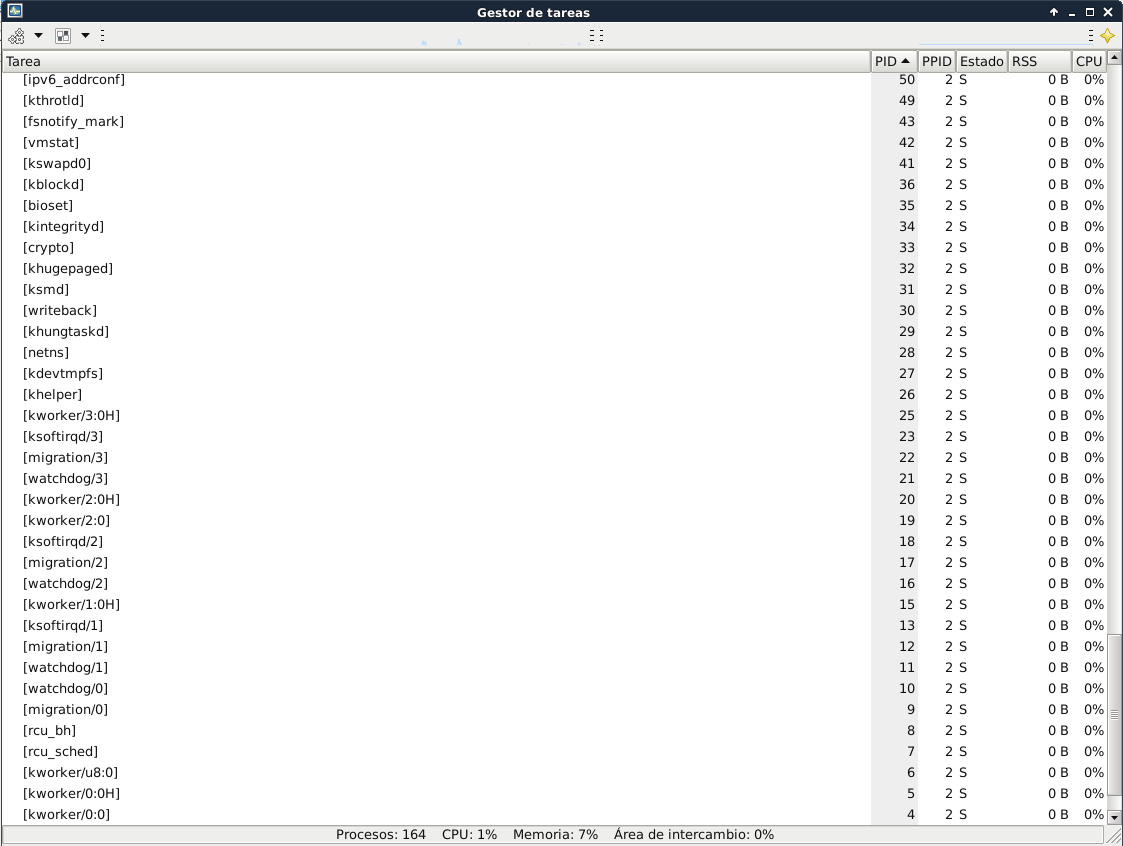 Gestor de tareas
Tarea PID PPID Estado RSS CPU
[ipv6_addrconf] 50 2 S 0 B 0%
[kthrotld] 49 2 S 0 B 0%
[fsnotify_mark] 43 2 S 0 B 0%
[vmstat] 42 2 S 0 B 0%
[kswapd0] 41 2 S 0 B 0%
[kblockd] 36 2 S 0 B 0%
[bioset] 35 2 S 0 B 0%
[kintegrityd] 34 2 S 0 B 0%
[crypto] 33 2 S 0 B 0%
[khugepaged] 32 2 S 0 B 0%
[ksmd] 31 2 S 0 B 0%
[writeback] 30 2 S 0 B 0%
[khungtaskd] 29 2 S 0 B 0%
[netns] 28 2 S 0 B 0%
[kdevtmpfs] 27 2 S 0 B 0%
[khelper] 26 2 S 0 B 0%
[kworker/3:0H] 25 2 S 0 B 0%
[ksoftirqd/3] 23 2 S 0 B 0%
[migration/3] 22 2 S 0 B 0%
[watchdog/3] 21 2 S 0 B 0%
[kworker/2:0H] 20 2 S 0 B 0%
[kworker/2:0] 19 2 S 0 B 0%
[ksoftirqd/2] 18 2 S 0 B 0%
[migration/2] 17 2 S 0 B 0%
[watchdog/2] 16 2 S 0 B 0%
[kworker/1:0H] 15 2 S 0 B 0%
[ksoftirqd/1] 13 2 S 0 B 0%
[migration/1] 12 2 S 0 B 0%
[watchdog/1] 11 2 S 0 B 0%
[watchdog/0] 10 2 S 0 B 0%
[migration/0] 9 2 S 0 B 0%
[rcu_bh] 8 2 S 0 B 0%
[rcu_sched] 7 2 S 0 B 0%
[kworker/u8:0] 6 2 S 0 B 0%
[kworker/0:0H] 5 2 S 0 B 0%
[kworker/0:0] 4 2 S 0 B 0%
Procesos: 164 CPU: 1% Memoria: 7% Área de intercambio: 0%